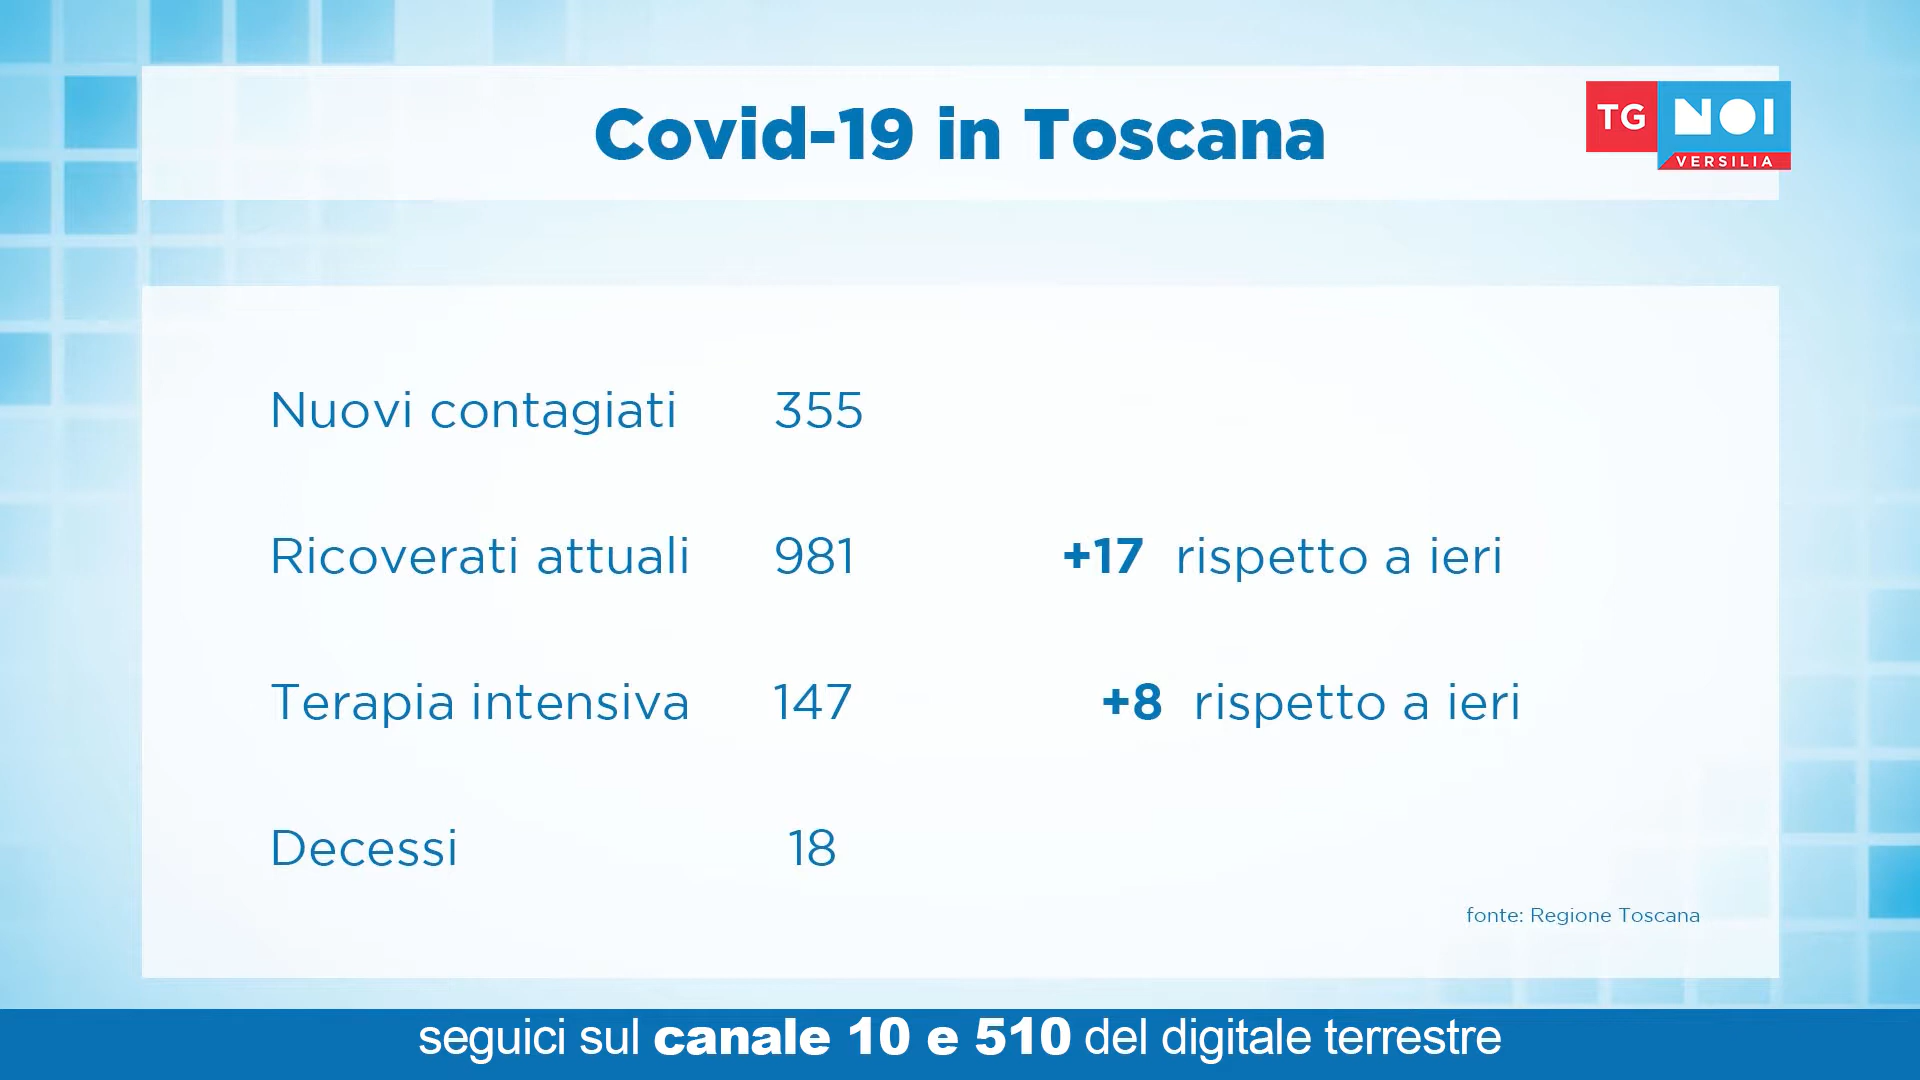 Covid-19 in Toscana
TG NOI
VERSILIA
Nuovi contagiati 355
Ricoverati attuali 981 +17 rispetto a ieri
Terapia intensiva 147 +8 rispetto a ieri
Decessi 18
fonte: Regione Toscana
seguici sul canale 10 e 510 del digitale terrestre